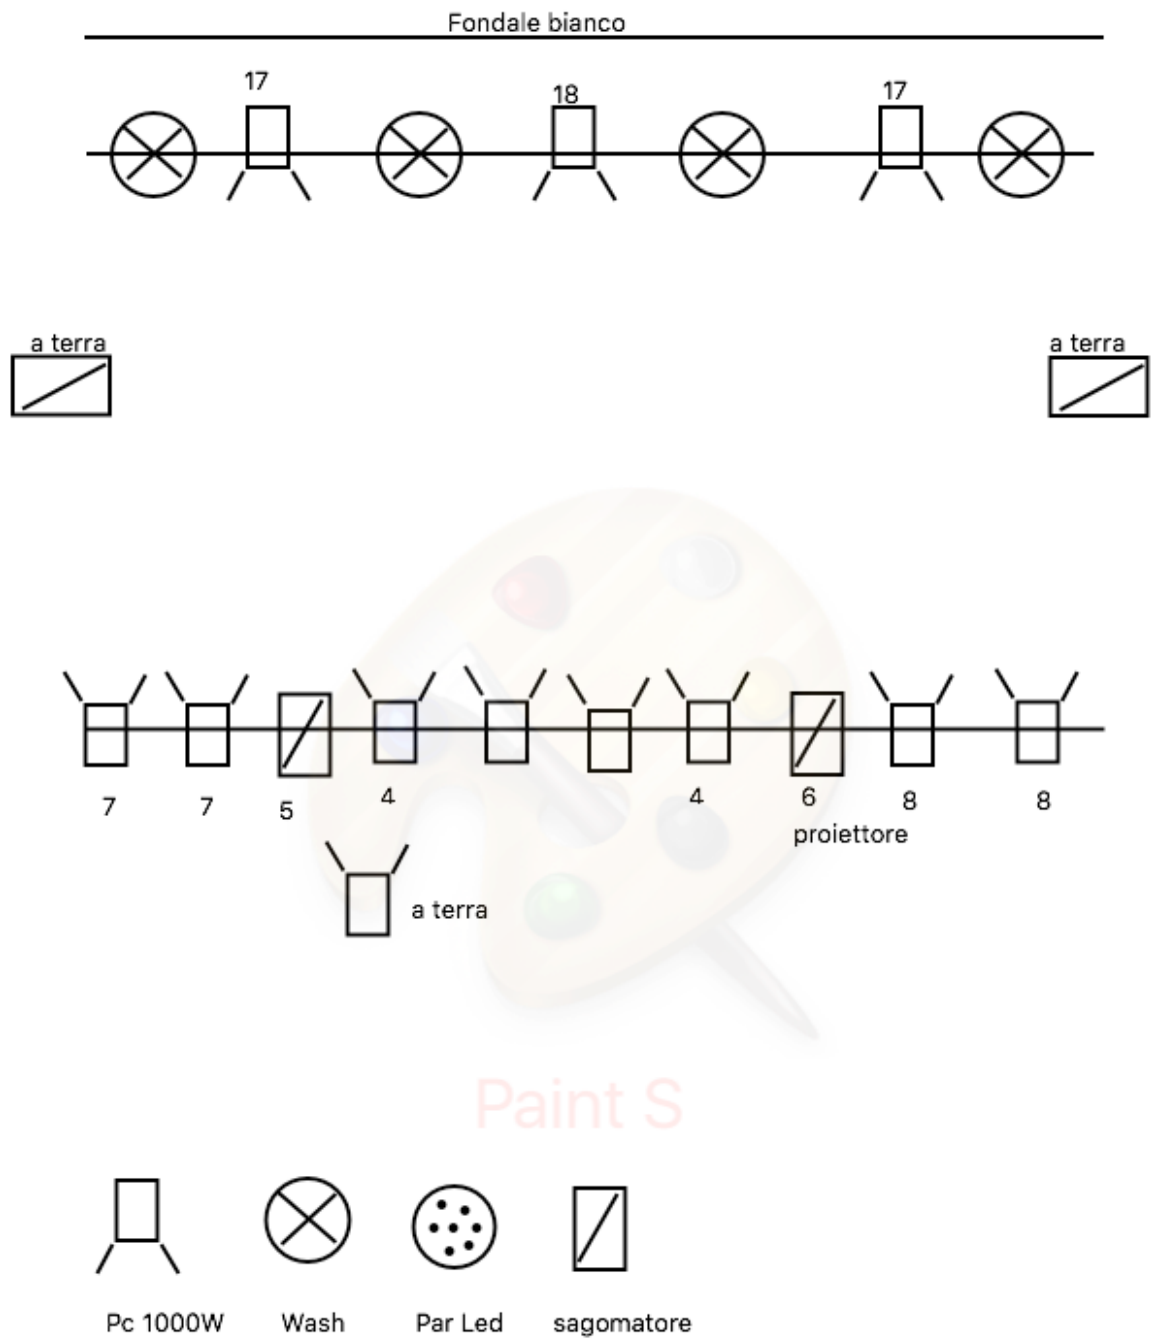 Fondale bianco
17
18
17
a terra
a terra
7
7
5
4
4
6
8
8
proiettore
a terra
Paint S
Pc 1000W
Wash
Par Led
sagomatore